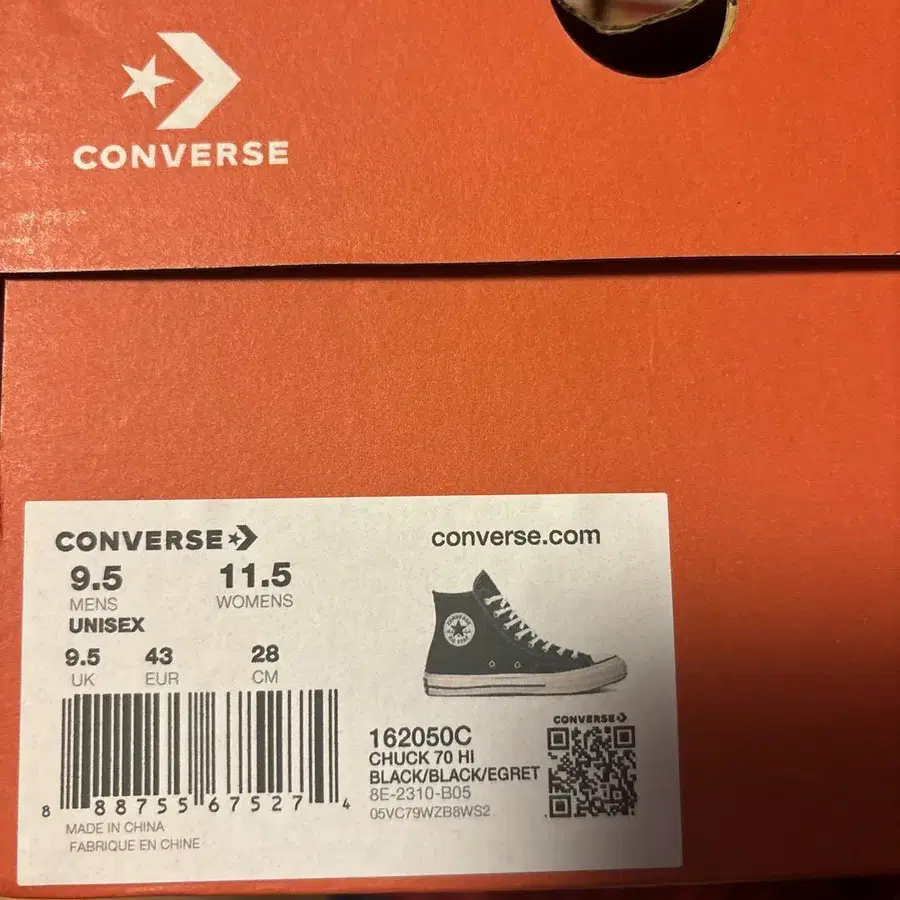 CONVERSE
CONVERSE
converse.com
9.5 11.5
MENS WOMENS
UNISEX
9.5 43 28
UK EUR CM
CONVERSE
162050C
CHUCK 70 HI
BLACK/BLACK/EGRET
8E-2310-B05
05VC79WZB8WS2
8 88755 67527 4
MADE IN CHINA
FABRIQUE EN CHINE